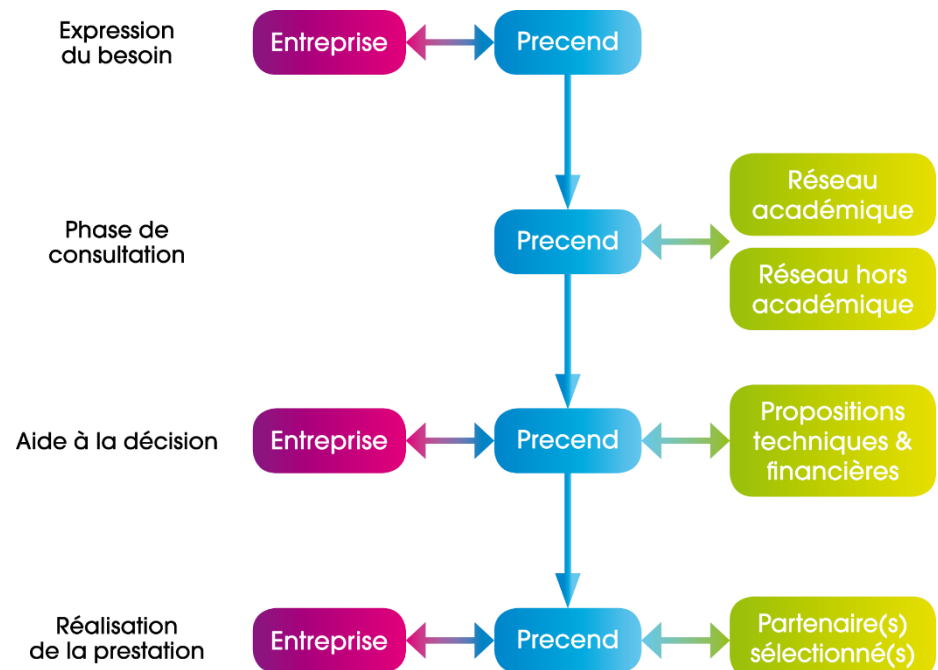 Expression
du besoin
Entreprise
Precend
Phase de
consultation
Precend
Réseau
académique
Réseau hors
académique
Aide à la décision
Entreprise
Precend
Propositions
techniques &
financières
Réalisation
de la prestation
Entreprise
Precend
Partenaire(s)
sélectionné(s)